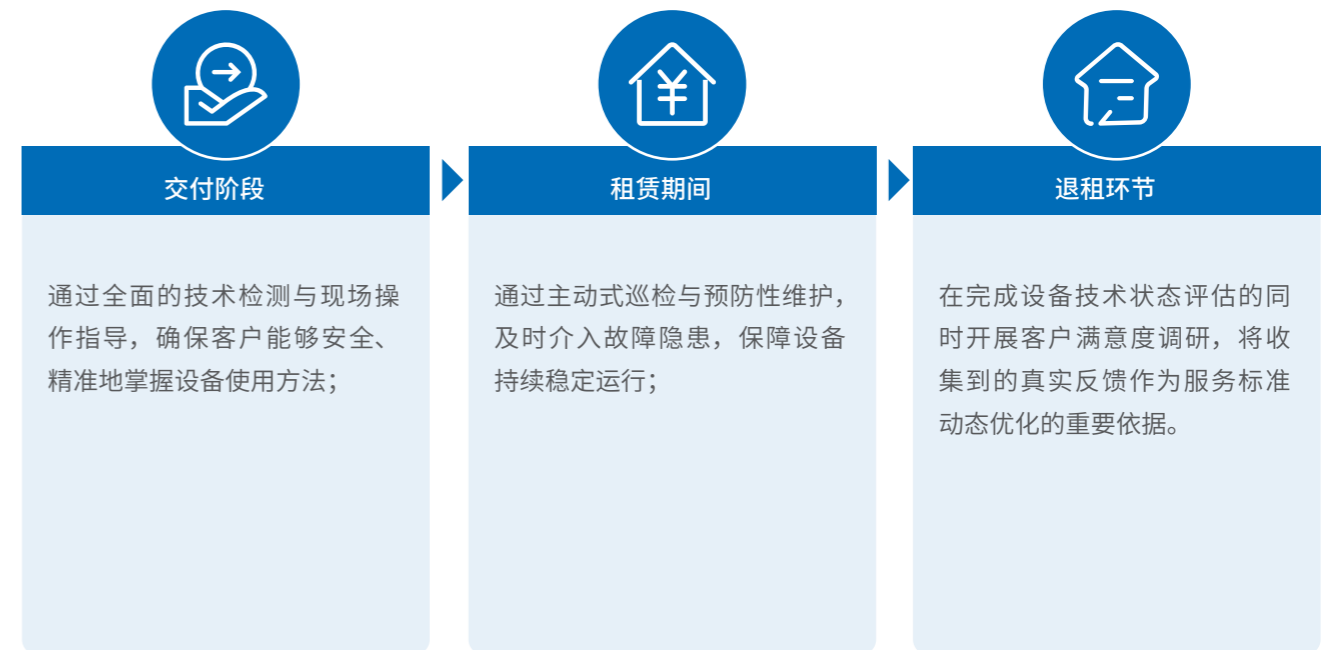 交付阶段
通过全面的技术检测与现场操
作指导，确保客户能够安全、
精准地掌握设备使用方法；
租赁期间
通过主动式巡检与预防性维护，
及时介入故障隐患，保障设备
持续稳定运行；
退租环节
在完成设备技术状态评估的同
时开展客户满意度调研，将收
集到的真实反馈作为服务标准
动态优化的重要依据。